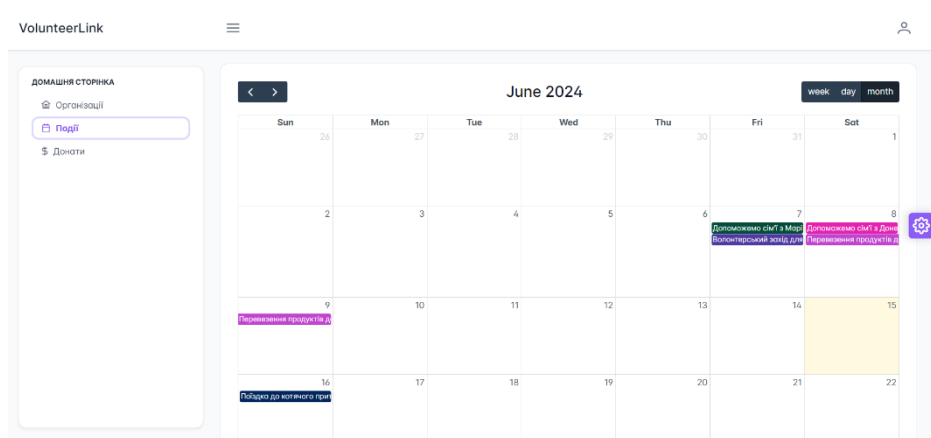 VolunteerLink
ДОМАШНЯ СТОРІНКА
Організації
Події
$ Донати
June 2024
week day month
Sun Mon Tue Wed Thu Fri Sat
26 27 28 29 30 31 1
2 3 4 5 6 7 8
Допоможемо сім'ї з Марі Допоможемо сім'ї з Доне
Волонтерський захід для Перевезення продуктів д
9 10 11 12 13 14 15
Перевезення продуктів д
16 17 18 19 20 21 22
Поїздка до котячого прит